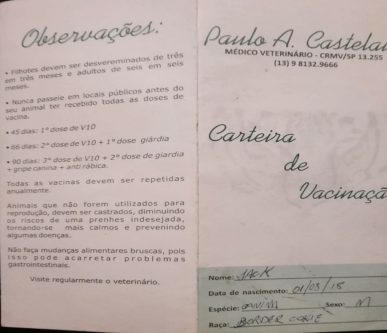 Observações:
• Filhotes devem ser desvereminados de três
em três meses e adultos de seis em seis
meses.
• Nunca passeie em locais públicos antes do
seu animal ter recebido todas as doses de
vacina.
• 45 dias: 1ª dose de V10
• 66 dias: 2ª dose de V10 + 1ª dose giárdia
• 90 dias: 3ª dose de V10 + 2ª dose de giardia
+ gripe canina + anti rábica.
Todas as vacinas devem ser repetidas
anualmente.
Animais que não forem utilizados para
reprodução, devem ser castrados, diminuindo
os riscos de uma prenhes indesejada,
tornando-se mais calmos e prevenindo
algumas doenças.
Não faça mudanças alimentares bruscas, pois
isso pode acarretar problemas
gastrointestinais.
Visite regularmente o veterinário.
Paulo A. Castelar
MÉDICO VETERINÁRIO - CRMV/SP 13.255
(13) 9 8132.9666
Carteira
de
Vacinaçã
Nome: JACK
Data de nascimento: 01/03/18
Espécie: CANINA Sexo: M
Raça: BORDER COLIE